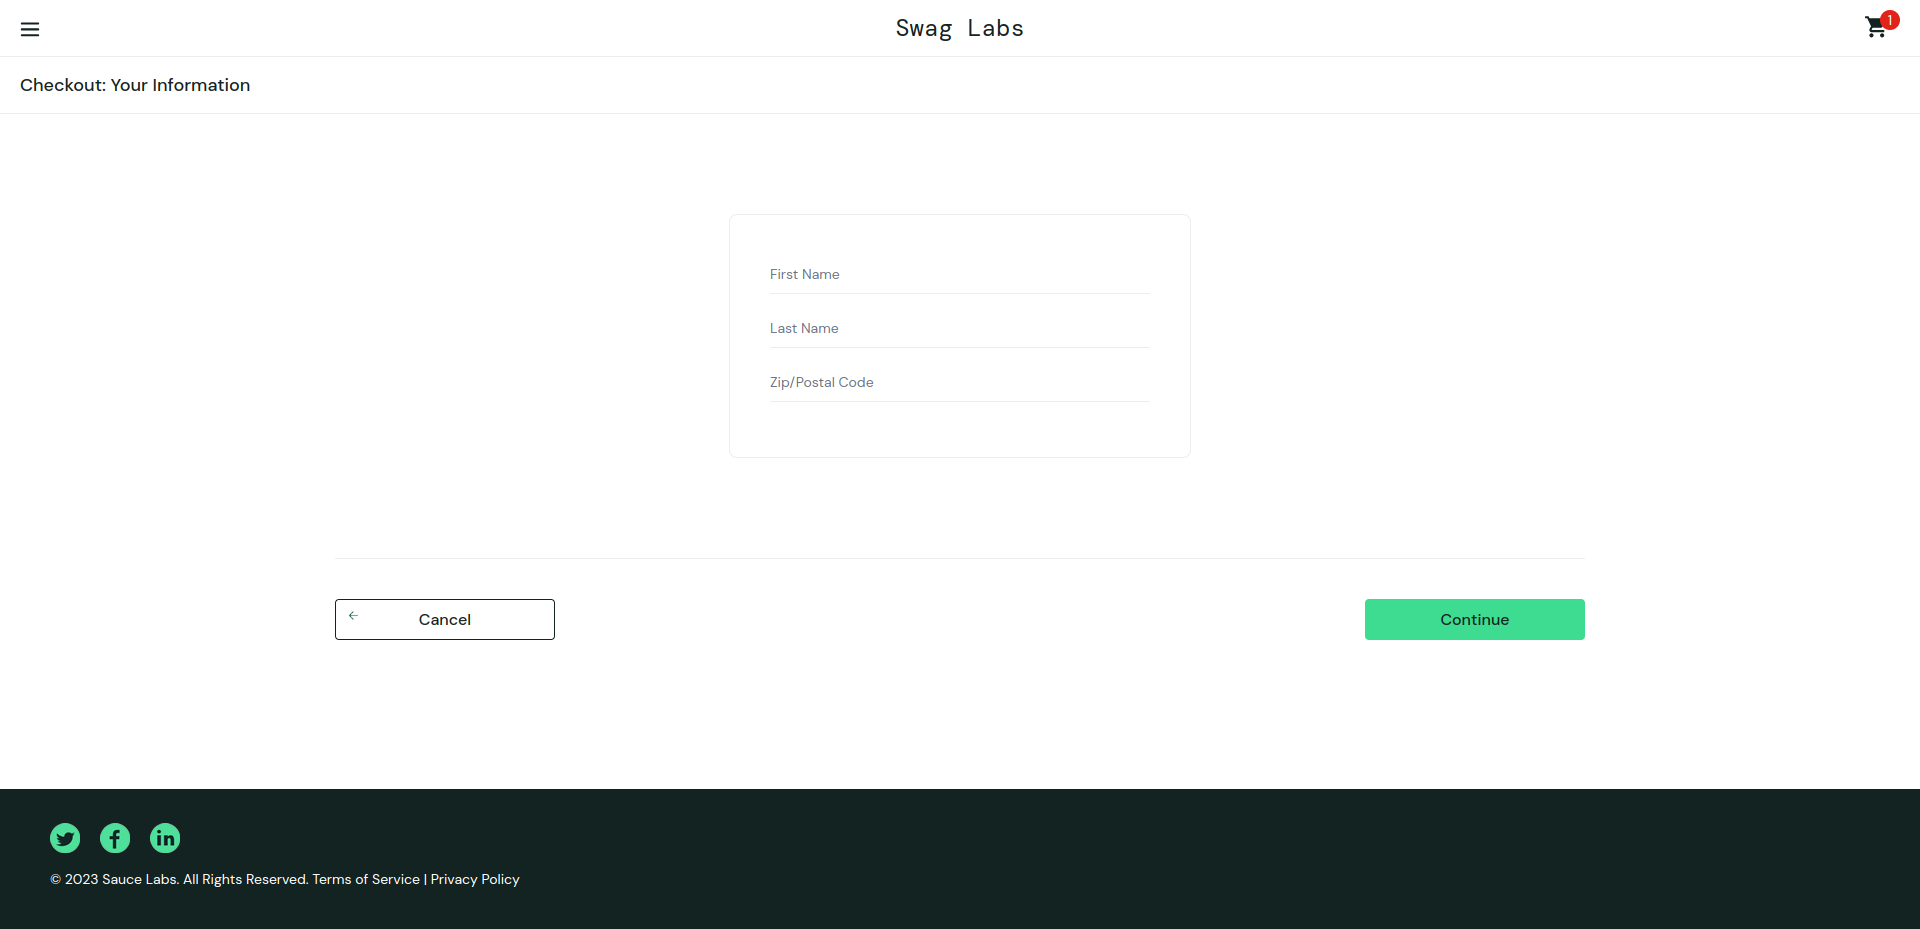 Swag Labs
1
Checkout: Your Information
First Name
Last Name
Zip/Postal Code
Cancel
Continue
© 2023 Sauce Labs. All Rights Reserved. Terms of Service | Privacy Policy